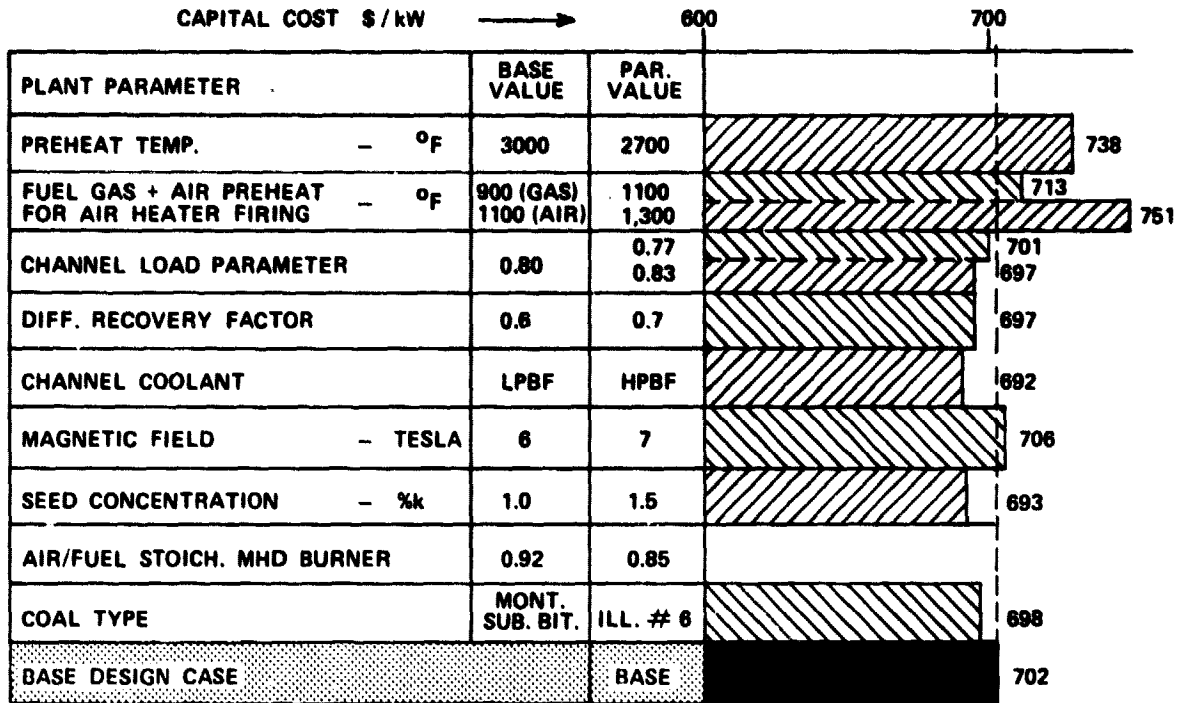 CAPITAL COST $/kW
600 700
PLANT PARAMETER BASE VALUE PAR. VALUE
PREHEAT TEMP. – °F 3000 2700 738
FUEL GAS + AIR PREHEAT 900 (GAS) 1100 713
FOR AIR HEATER FIRING – °F 1100 (AIR) 1,300 751
CHANNEL LOAD PARAMETER 0.80 0.77 701
0.83 697
DIFF. RECOVERY FACTOR 0.6 0.7 697
CHANNEL COOLANT LPBF HPBF 692
MAGNETIC FIELD – TESLA 6 7 706
SEED CONCENTRATION – %k 1.0 1.5 693
AIR/FUEL STOICH. MHD BURNER 0.92 0.85
COAL TYPE MONT. SUB. BIT. ILL. # 6 698
BASE DESIGN CASE BASE 702